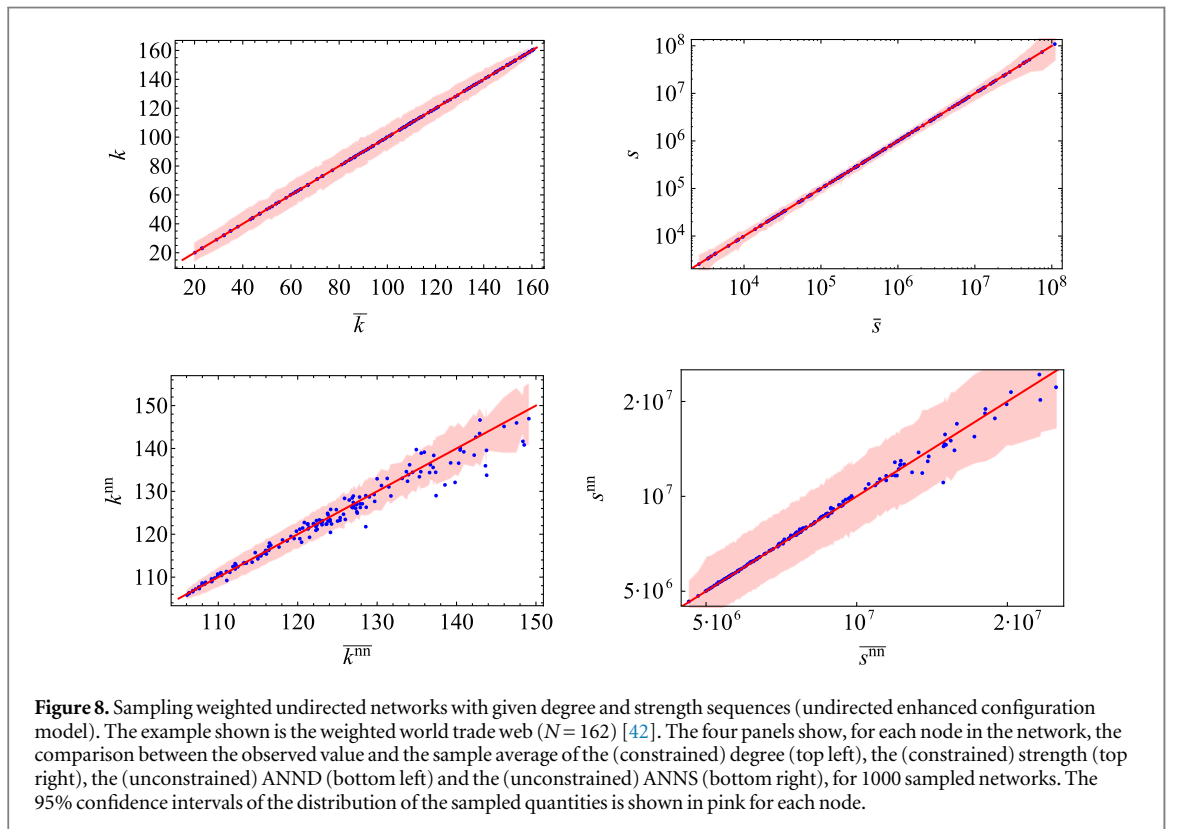 160
140
120
100
80
60
40
20
k
20 40 60 80 100 120 140 160
k̅
10⁸
10⁷
10⁶
10⁵
10⁴
s
10⁴ 10⁵ 10⁶ 10⁷ 10⁸
s̅
150
140
130
120
110
kⁿⁿ
110 120 130 140 150
k̅ⁿ̅ⁿ̅
2·10⁷
10⁷
5·10⁶
sⁿⁿ
5·10⁶ 10⁷ 2·10⁷
s̅ⁿ̅ⁿ̅
Figure 8. Sampling weighted undirected networks with given degree and strength sequences (undirected enhanced configuration
model). The example shown is the weighted world trade web (N = 162) [42]. The four panels show, for each node in the network, the
comparison between the observed value and the sample average of the (constrained) degree (top left), the (constrained) strength (top
right), the (unconstrained) ANND (bottom left) and the (unconstrained) ANNS (bottom right), for 1000 sampled networks. The
95% confidence intervals of the distribution of the sampled quantities is shown in pink for each node.